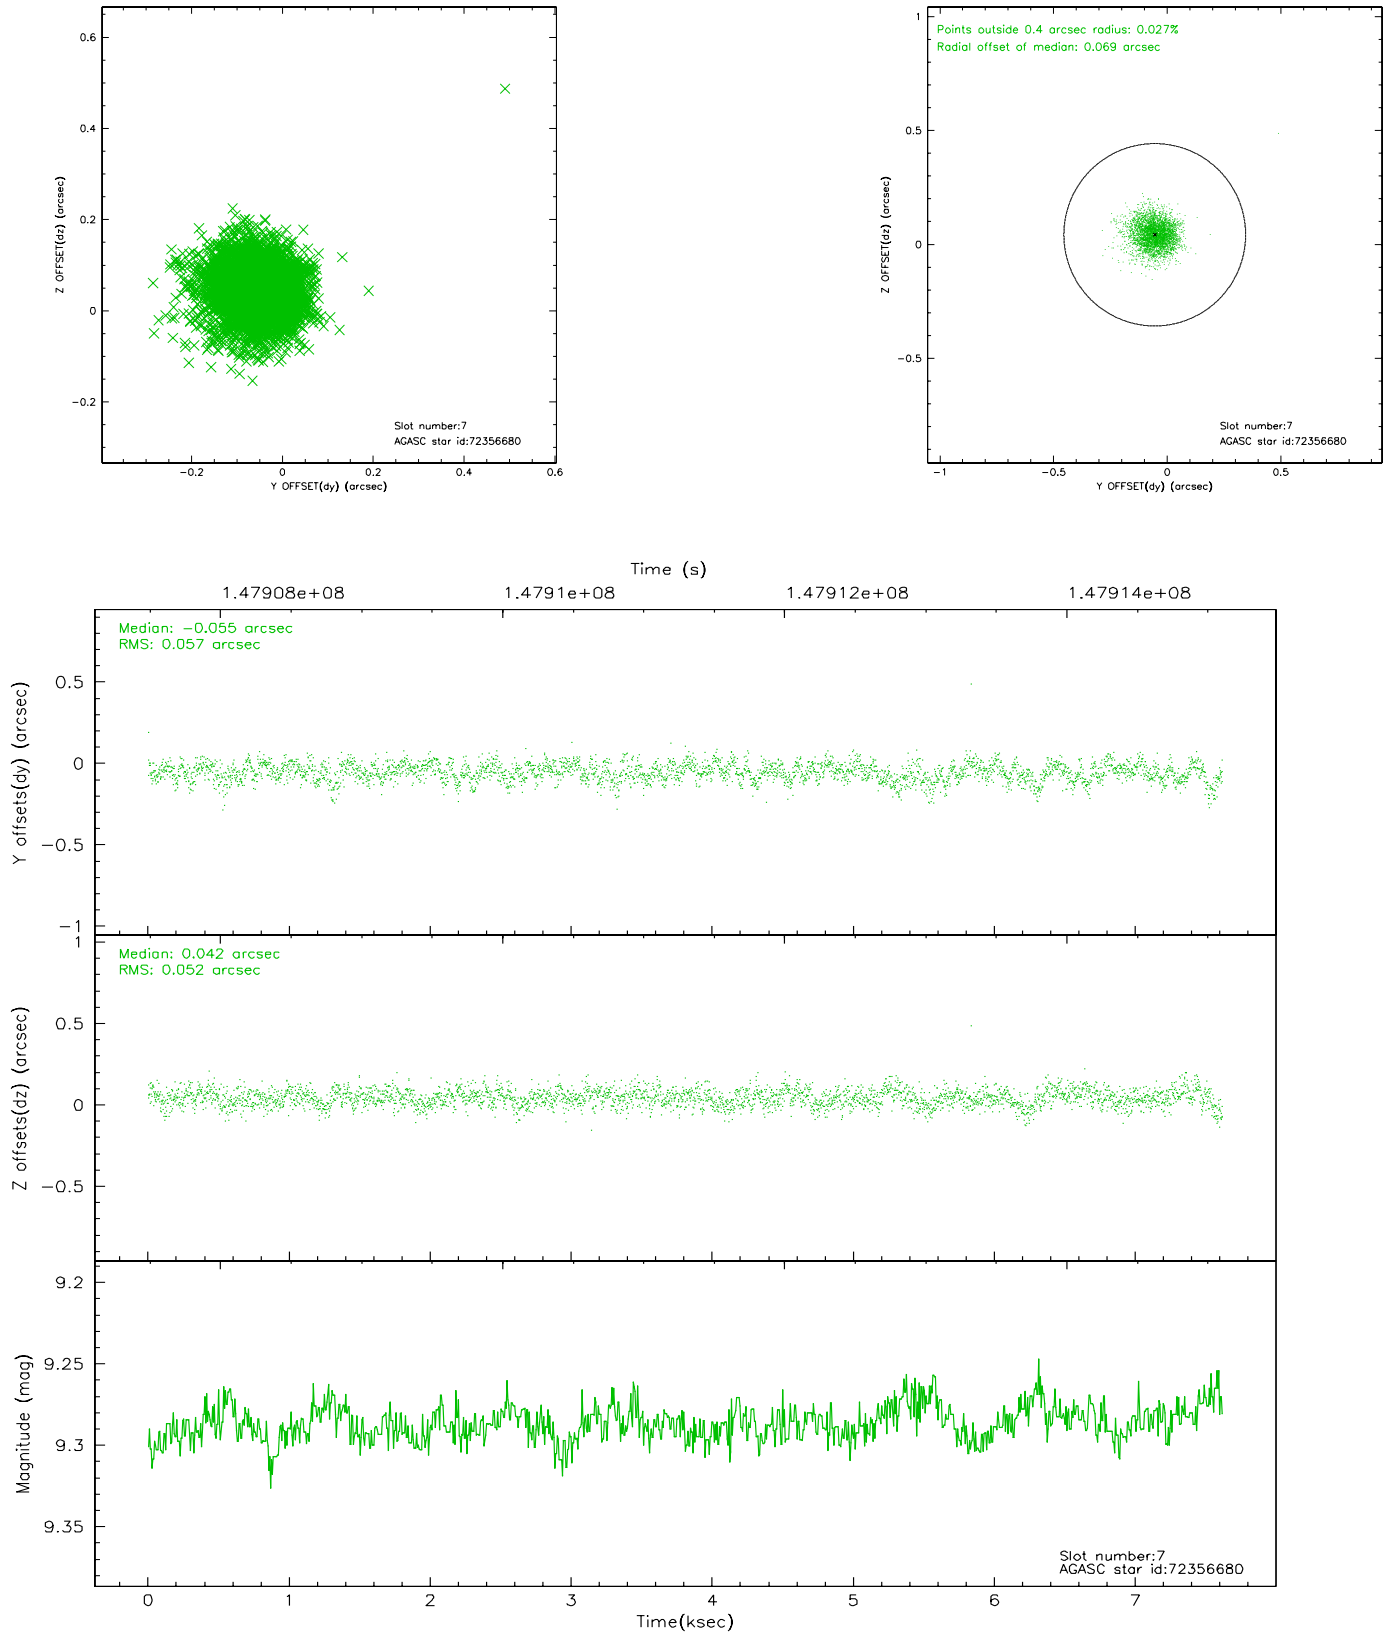 0.6
0.4
0.2
0
−0.2
Z OFFSET(dz) (arcsec)
Slot number:7
AGASC star id:72356680
−0.2 0 0.2 0.4 0.6
Y OFFSET(dy) (arcsec)
Points outside 0.4 arcsec radius: 0.027%
Radial offset of median: 0.069 arcsec
1
0.5
0
−0.5
Z OFFSET(dz) (arcsec)
Slot number:7
AGASC star id:72356680
−1 −0.5 0 0.5
Y OFFSET(dy) (arcsec)
Time (s)
1.47908e+08 1.4791e+08 1.47912e+08 1.47914e+08
Median: −0.055 arcsec
RMS: 0.057 arcsec
0.5
0
−0.5
−1
Y offsets(dy) (arcsec)
Median: 0.042 arcsec
RMS: 0.052 arcsec
1
0.5
0
−0.5
Z offsets(dz) (arcsec)
9.2
9.25
9.3
9.35
Magnitude (mag)
Slot number:7
AGASC star id:72356680
0 1 2 3 4 5 6 7
Time(ksec)